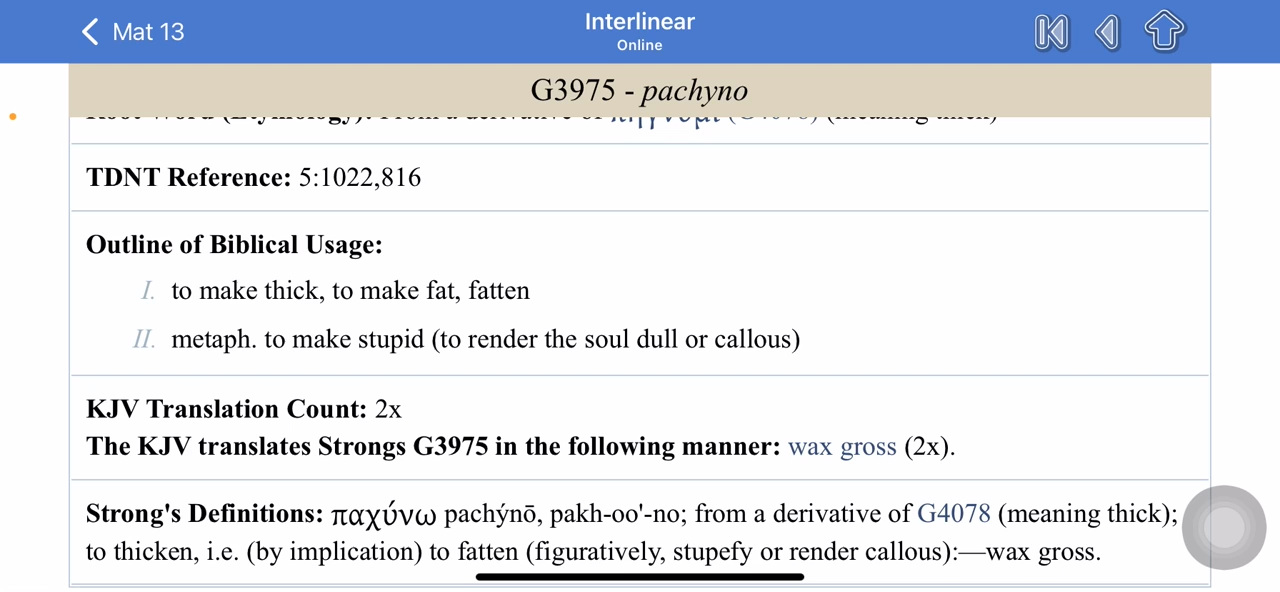 Mat 13
Interlinear
Online
G3975 - pachyno
TDNT Reference: 5:1022,816
Outline of Biblical Usage:
I. to make thick, to make fat, fatten
II. metaph. to make stupid (to render the soul dull or callous)
KJV Translation Count: 2x
The KJV translates Strongs G3975 in the following manner: wax gross (2x).
Strong's Definitions: παχύνω pachýnō, pakh-oo'-no; from a derivative of G4078 (meaning thick);
to thicken, i.e. (by implication) to fatten (figuratively, stupefy or render callous):—wax gross.